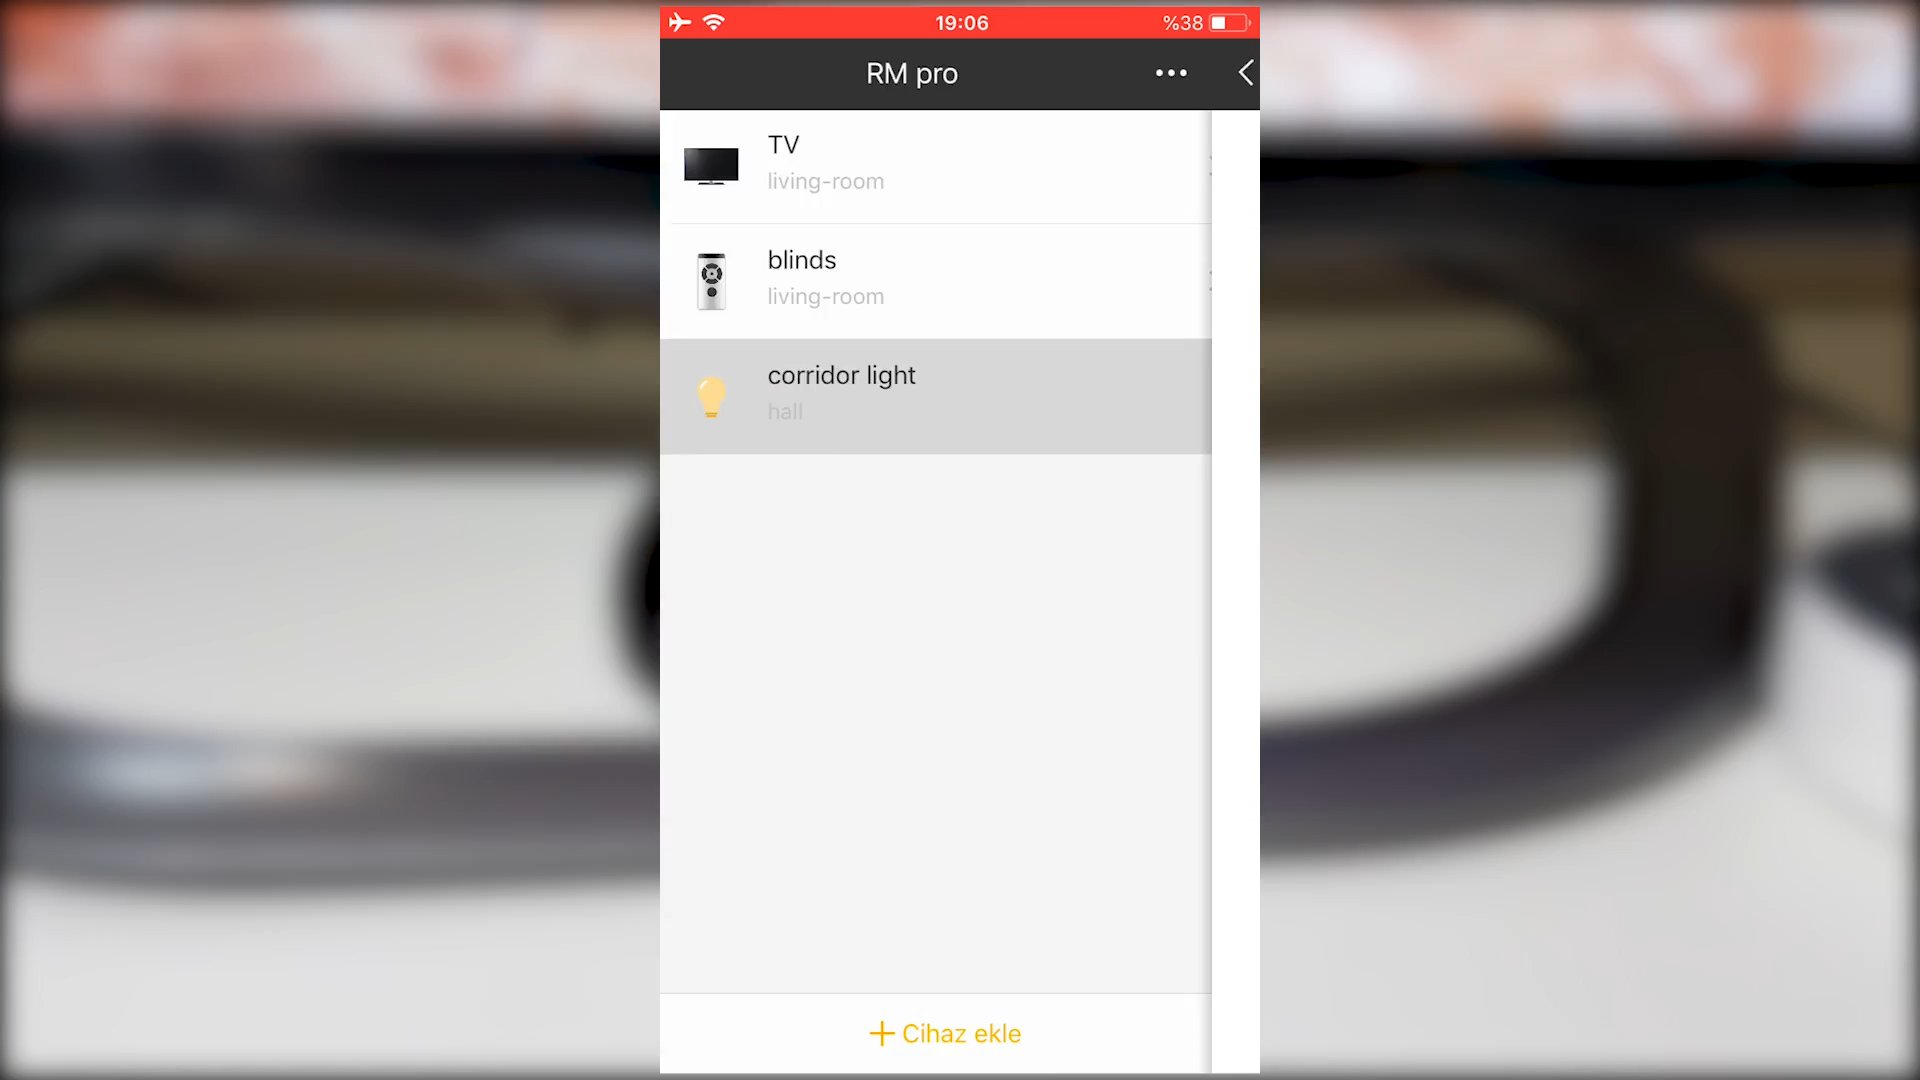 19:06
%38
RM pro
TV
living-room
blinds
living-room
corridor light
hall
Cihaz ekle